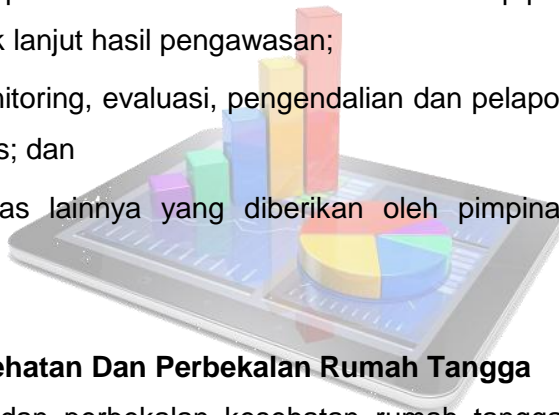 k lanjut hasil pengawasan;
nitoring, evaluasi, pengendalian dan pelapo
s; dan
as lainnya yang diberikan oleh pimpina
ehatan Dan Perbekalan Rumah Tangga
dan perbekalan kesehatan rumah tangga